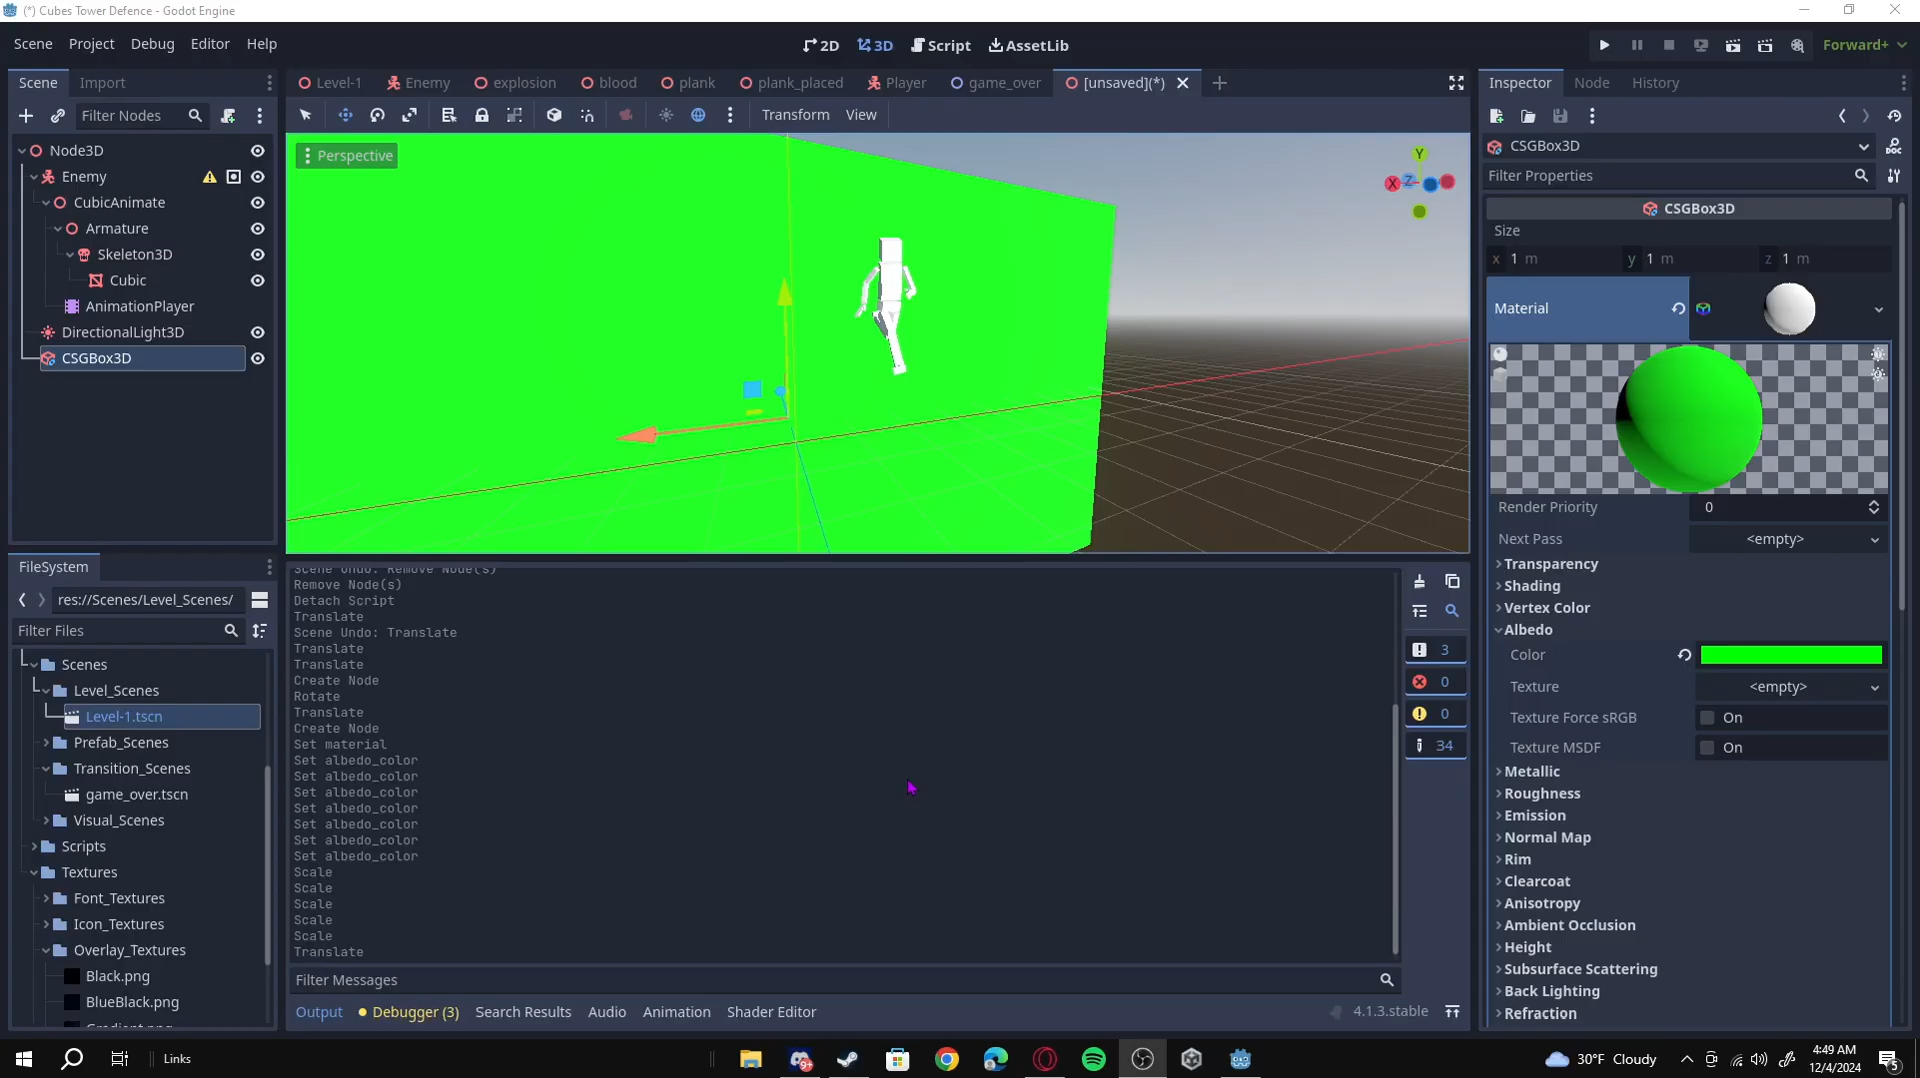 (*) Cubes Tower Defence - Godot Engine
Scene Project Debug Editor Help
2D 3D Script AssetLib
Forward+
Scene Import
Level-1 Enemy explosion blood plank plank_placed Player game_over [unsaved](*)
Inspector Node History
Filter Nodes
Transform View
Perspective
Y
X
Z
Node3D
Enemy
CubicAnimate
Armature
Skeleton3D
Cubic
AnimationPlayer
DirectionalLight3D
CSGBox3D
CSGBox3D
DOC
Filter Properties
CSGBox3D
Size
x 1 m y 1 m z 1 m
Material
Render Priority 0
Next Pass <empty>
Transparency
Shading
Vertex Color
Albedo
Color
Texture <empty>
Texture Force sRGB On
Texture MSDF On
Metallic
Roughness
Emission
Normal Map
Rim
Clearcoat
Anisotropy
Ambient Occlusion
Height
Subsurface Scattering
Back Lighting
Refraction
FileSystem
res://Scenes/Level_Scenes/
Filter Files
Scenes
Level_Scenes
Level-1.tscn
Prefab_Scenes
Transition_Scenes
game_over.tscn
Visual_Scenes
Scripts
Textures
Font_Textures
Icon_Textures
Overlay_Textures
Black.png
BlueBlack.png
Gradient.png
Scene Undo: Remove Node(s)
Remove Node(s)
Detach Script
Translate
Scene Undo: Translate
Translate
Translate
Create Node
Rotate
Translate
Create Node
Set material
Set albedo_color
Set albedo_color
Set albedo_color
Set albedo_color
Set albedo_color
Set albedo_color
Set albedo_color
Scale
Scale
Scale
Scale
Scale
Translate
3
0
0
34
Filter Messages
Output Debugger (3) Search Results Audio Animation Shader Editor
4.1.3.stable
Links
9+
30°F Cloudy
4:49 AM
12/4/2024
5